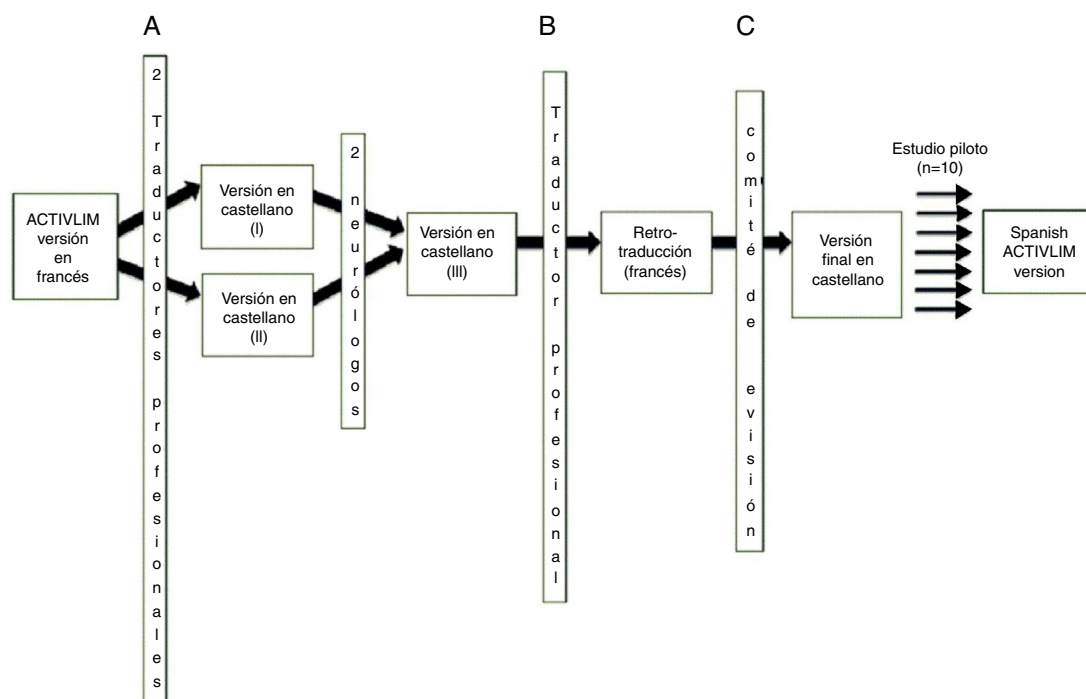 A
B
C
2 Traductores profesionales
2 neurólogos
Traductor profesional
comité de evisión
ACTIVLIM
versión
en
francés
Versión en
castellano
(I)
Versión en
castellano
(II)
Versión en
castellano
(III)
Retro-
traducción
(francés)
Versión
final en
castellano
Estudio piloto
(n=10)
Spanish
ACTIVLIM
version